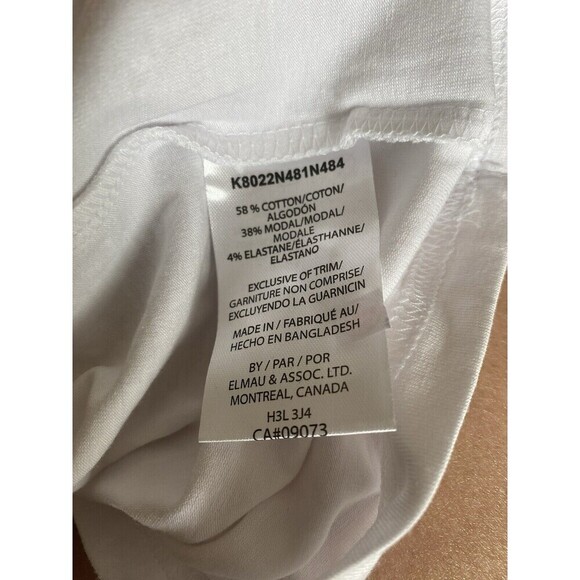 K8022N481N484
58 % COTTON/COTON/
ALGODÓN
38% MODAL/MODAL/
MODALE
4% ELASTANE/ÉLASTHANNE/
ELASTANO
EXCLUSIVE OF TRIM/
GARNITURE NON COMPRISE/
EXCLUYENDO LA GUARNICIN
MADE IN / FABRIQUÉ AU/
HECHO EN BANGLADESH
BY / PAR / POR
ELMAU & ASSOC. LTD.
MONTREAL, CANADA
H3L 3J4
CA#09073